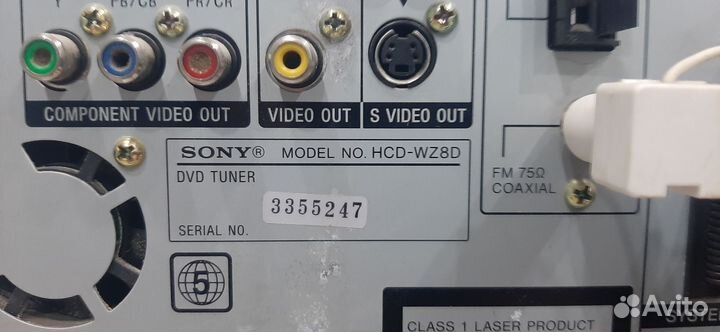 Y PB/CB PR/CR
COMPONENT VIDEO OUT
VIDEO OUT
S VIDEO OUT
SONY® MODEL NO. HCD-WZ8D
DVD TUNER
3355247
SERIAL NO.
FM 75Ω
COAXIAL
5
CLASS 1 LASER PRODUCT
SYSTE
Avito